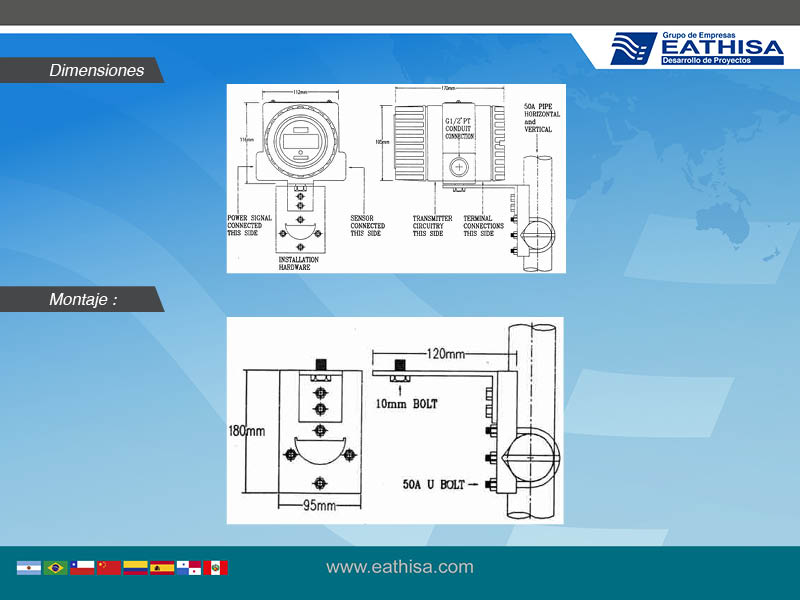 Grupo de Empresas
EATHISA
Desarrollo de Proyectos
Dimensiones
112mm
170mm
G1/2"PT
CONDUIT
CONNECTION
50A PIPE
HORIZONTAL
and
VERTICAL
POWER SIGNAL
CONNECTED
THIS SIDE
SENSOR
CONNECTED
THIS SIDE
TRANSMITTER
CIRCUITRY
THIS SIDE
TERMINAL
CONNECTIONS
THIS SIDE
INSTALLATION
HARDWARE
Montaje :
120mm
10mm BOLT
180mm
50A U BOLT
95mm
www.eathisa.com